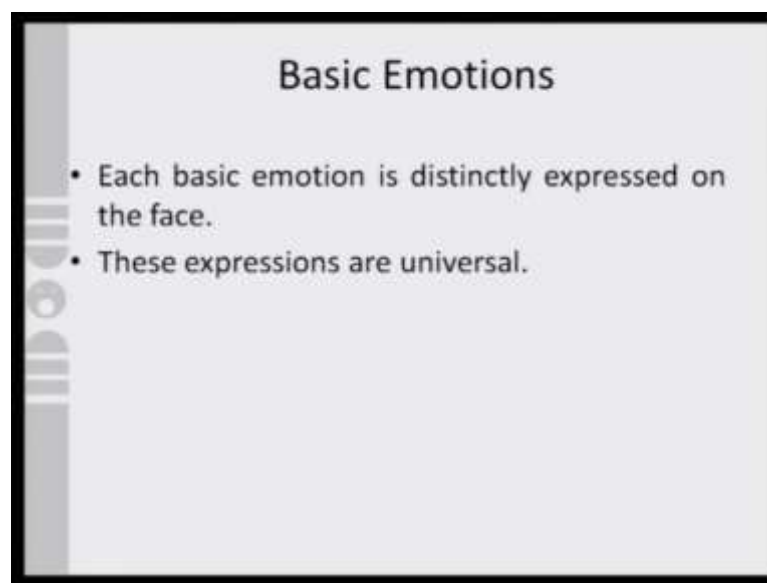 Basic Emotions
• Each basic emotion is distinctly expressed on
the face.
• These expressions are universal.